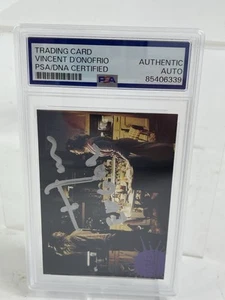 TRADING CARD
VINCENT D'ONOFRIO
PSA/DNA CERTIFIED
AUTHENTIC
AUTO
85406339
PSA